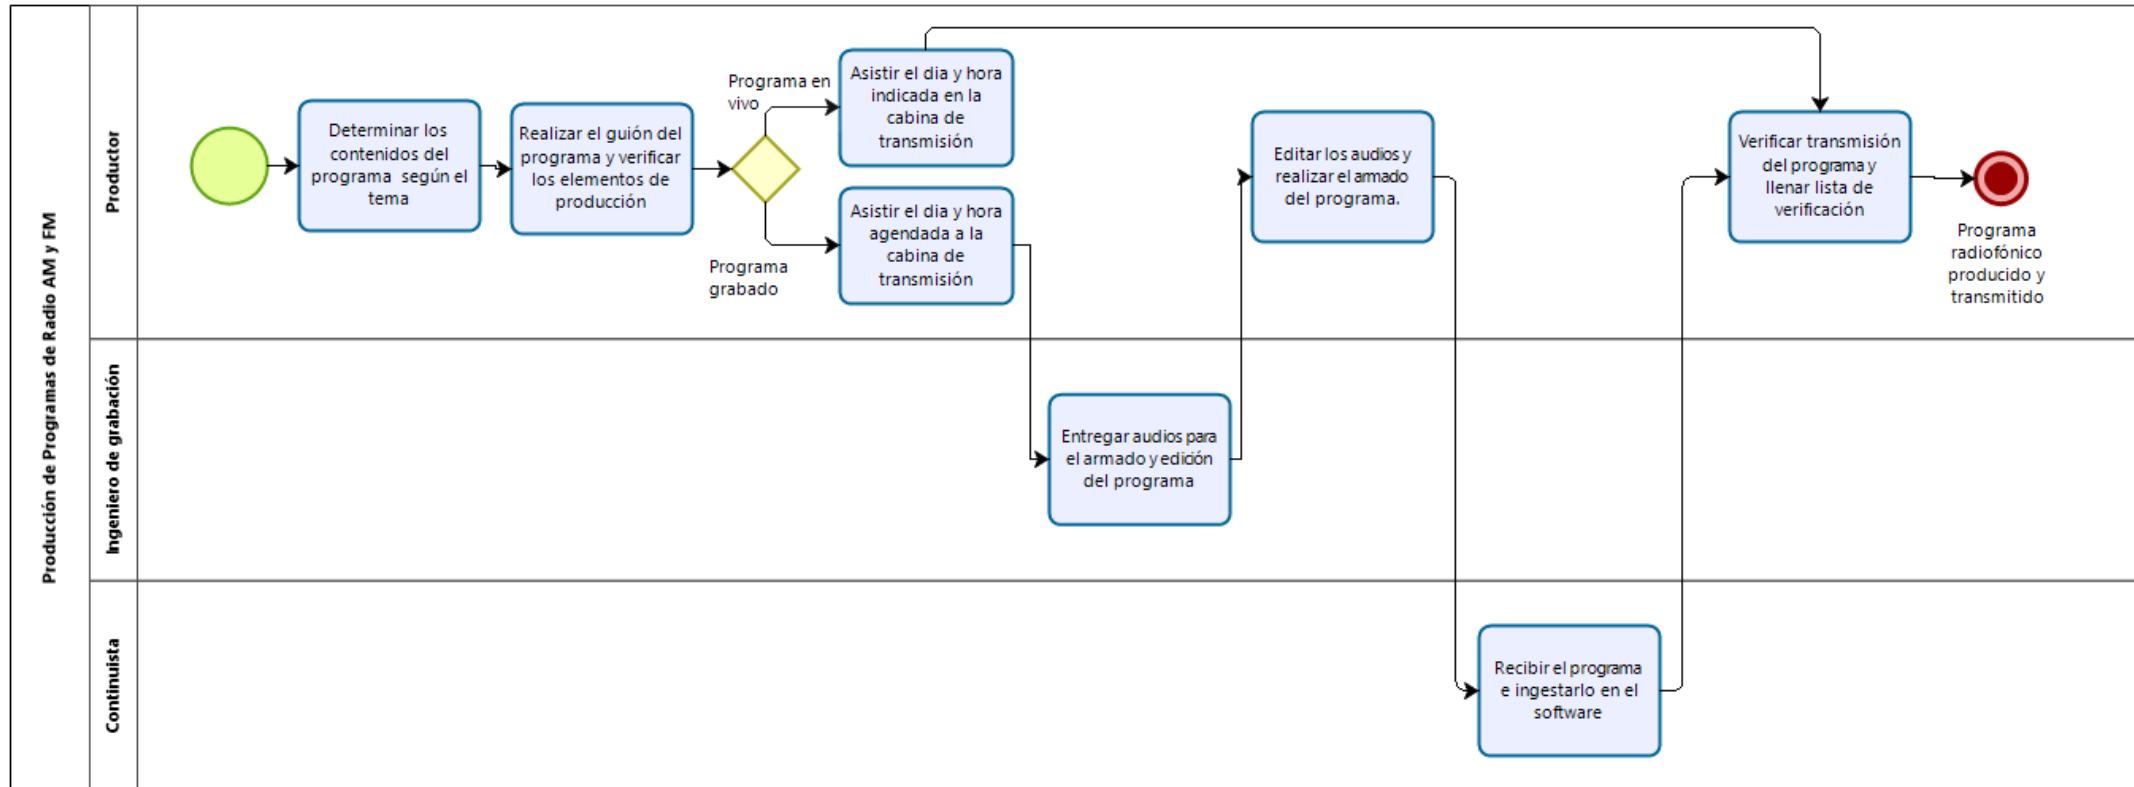 Producción de Programas de Radio AM y FM
Productor
Determinar los
contenidos del
programa según el
tema
Realizar el guión del
programa y verificar
los elementos de
producción
Programa en
vivo
Programa
grabado
Asistir el dia y hora
indicada en la
cabina de
transmisión
Asistir el dia y hora
agendada a la
cabina de
transmisión
Editar los audios y
realizar el armado
del programa.
Verificar transmisión
del programa y
llenar lista de
verificación
Programa
radiofónico
producido y
transmitido
Ingeniero de grabación
Entregar audios para
el armado y edición
del programa
Continuista
Recibir el programa
e ingestarlo en el
software